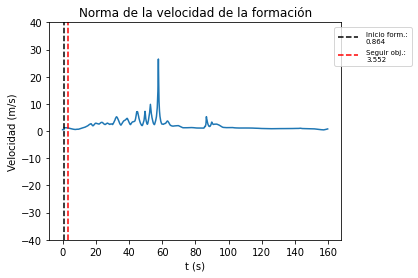 Norma de la velocidad de la formación
Velocidad (m/s)
40
30
20
10
0
−10
−20
−30
−40
0 20 40 60 80 100 120 140 160
t (s)
Inicio form.:
0.864
Seguir obj.:
3.552